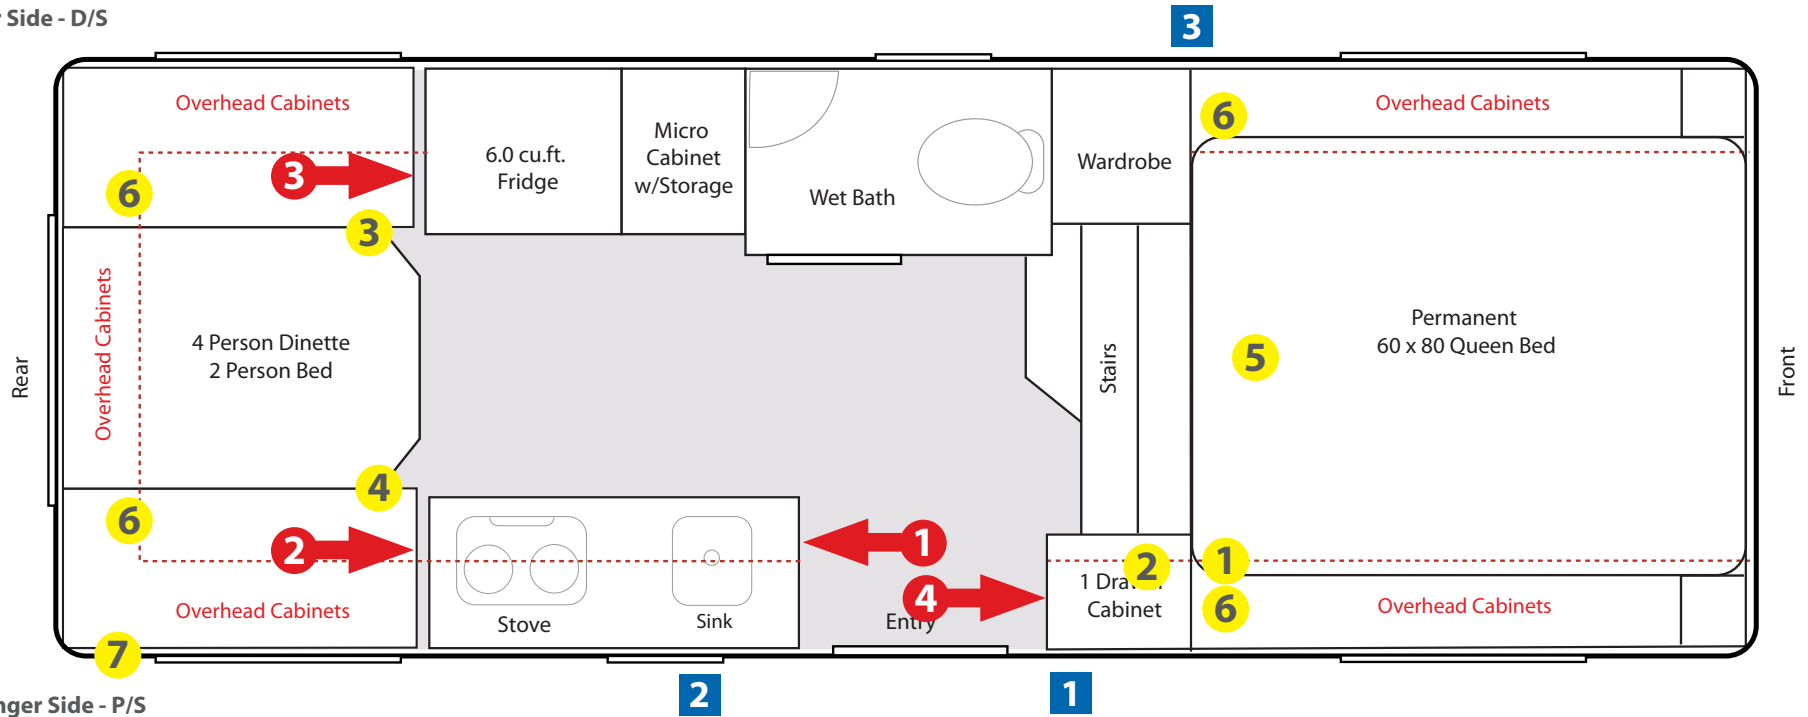 Side - D/S
3
Overhead Cabinets
Overhead Cabinets
6
6
3
6.0 cu.ft.
Fridge
Micro
Cabinet
w/Storage
Wet Bath
Wardrobe
3
Overhead Cabinets
4 Person Dinette
2 Person Bed
Rear
Stairs
5
Permanent
60 x 80 Queen Bed
Front
4
6
2
1
2
1
4
1 Drawer
Cabinet
6
Overhead Cabinets
Overhead Cabinets
Stove
Sink
Entry
7
2
1
Side - P/S